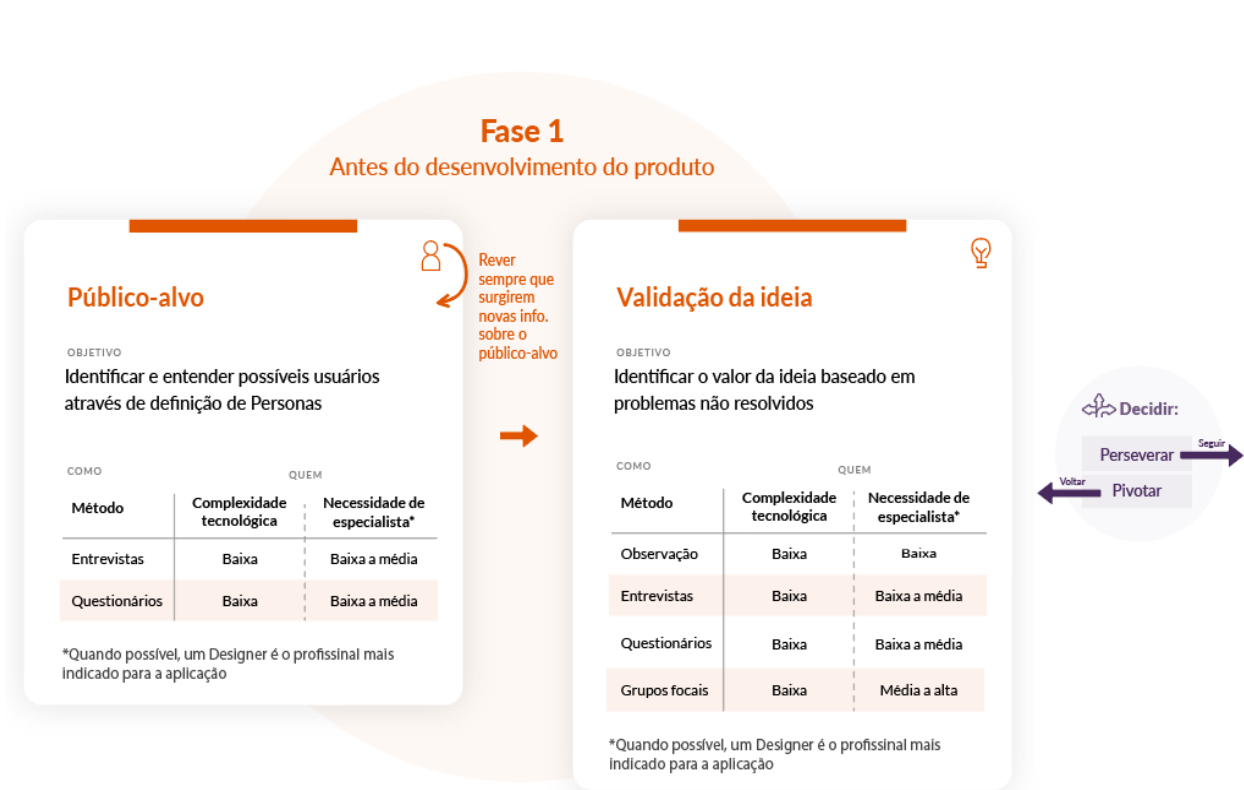 Fase 1
Antes do desenvolvimento do produto
Público-alvo
Rever
sempre que
surgirem
novas info.
sobre o
público-alvo
OBJETIVO
Identificar e entender possíveis usuários
através de definição de Personas
COMO
QUEM
Método Complexidade tecnológica Necessidade de especialista*
Entrevistas Baixa Baixa a média
Questionários Baixa Baixa a média
*Quando possível, um Designer é o profissinal mais
indicado para a aplicação
Validação da ideia
OBJETIVO
Identificar o valor da ideia baseado em
problemas não resolvidos
COMO
QUEM
Método Complexidade tecnológica Necessidade de especialista*
Observação Baixa Baixa
Entrevistas Baixa Baixa a média
Questionários Baixa Baixa a média
Grupos focais Baixa Média a alta
*Quando possível, um Designer é o profissinal mais
indicado para a aplicação
Decidir:
Perseverar Seguir
Voltar Pivotar